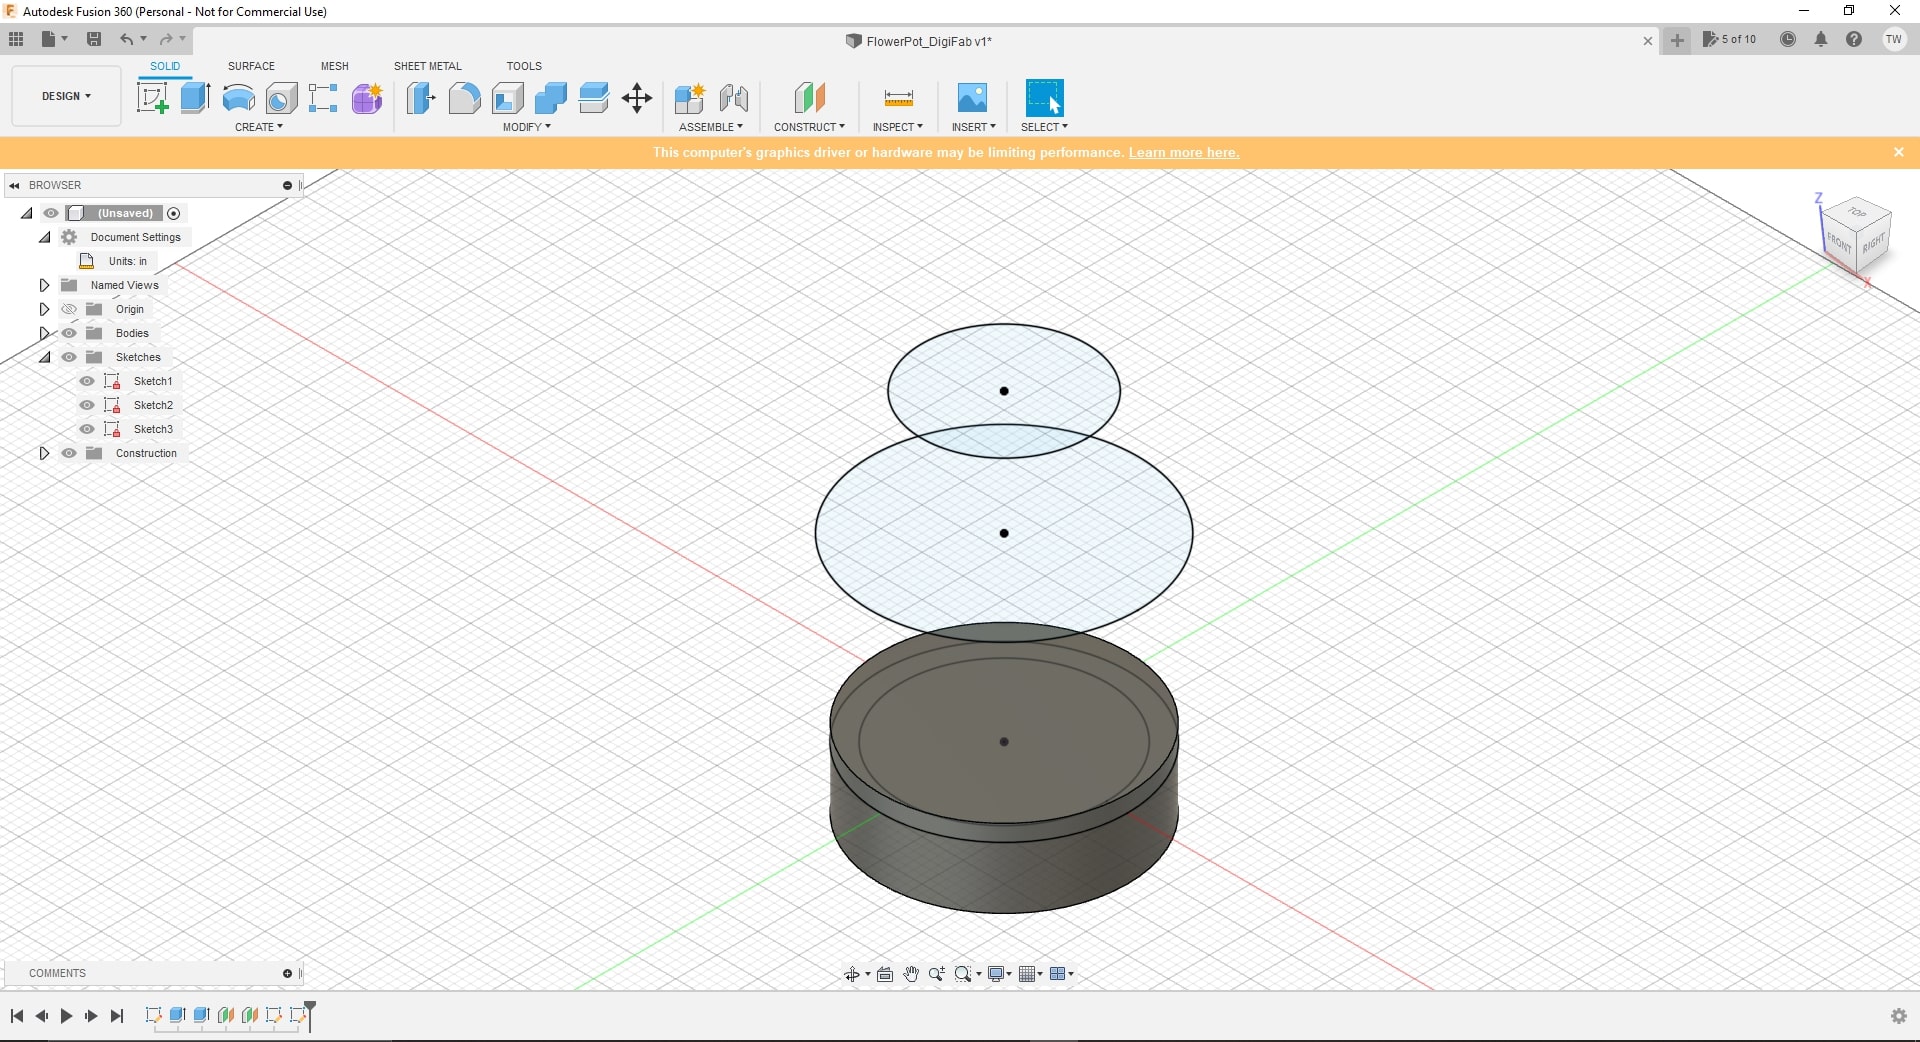 Autodesk Fusion 360 (Personal - Not for Commercial Use)
FlowerPot_DigiFab v1*
5 of 10
TW
SOLID SURFACE MESH SHEET METAL TOOLS
DESIGN
CREATE MODIFY ASSEMBLE CONSTRUCT INSPECT INSERT SELECT
This computer's graphics driver or hardware may be limiting performance. Learn more here.
BROWSER
(Unsaved)
Document Settings
Units: in
Named Views
Origin
Bodies
Sketches
Sketch1
Sketch2
Sketch3
Construction
Z
TOP
FRONT
RIGHT
X
COMMENTS